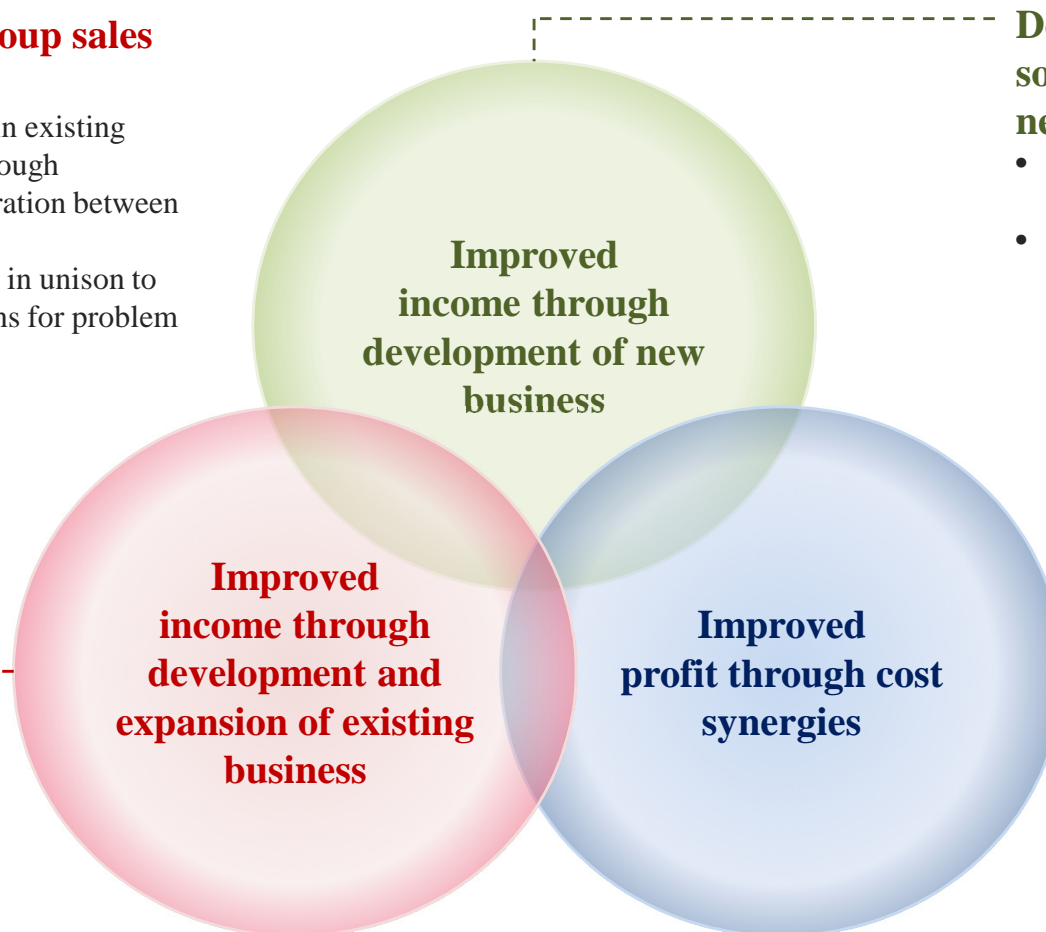 oup sales
in existing
ough
ration between
in unison to
ns for problem
D
so
ne
•
•
Improved
income through
development of new
business
Improved
income through
development and
expansion of existing
business
Improved
profit through cost
synergies